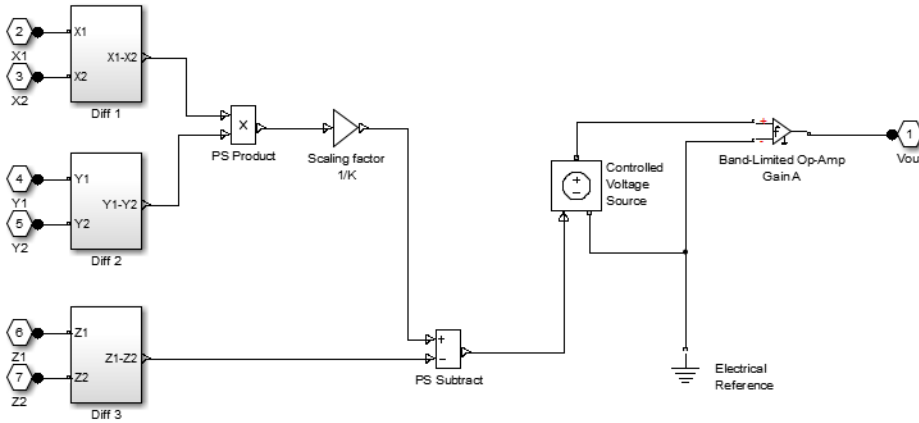 2
X1
3
X2
X1
X2
X1-X2
Diff 1
4
Y1
5
Y2
Y1
Y2
Y1-Y2
Diff 2
6
Z1
7
Z2
Z1
Z2
Z1-Z2
Diff 3
×
PS Product
Scaling factor
1/K
+
−
PS Subtract
+
−
Controlled
Voltage
Source
+
-
f
1
Band-Limited Op-Amp
Gain A
1
Vou
Electrical
Reference